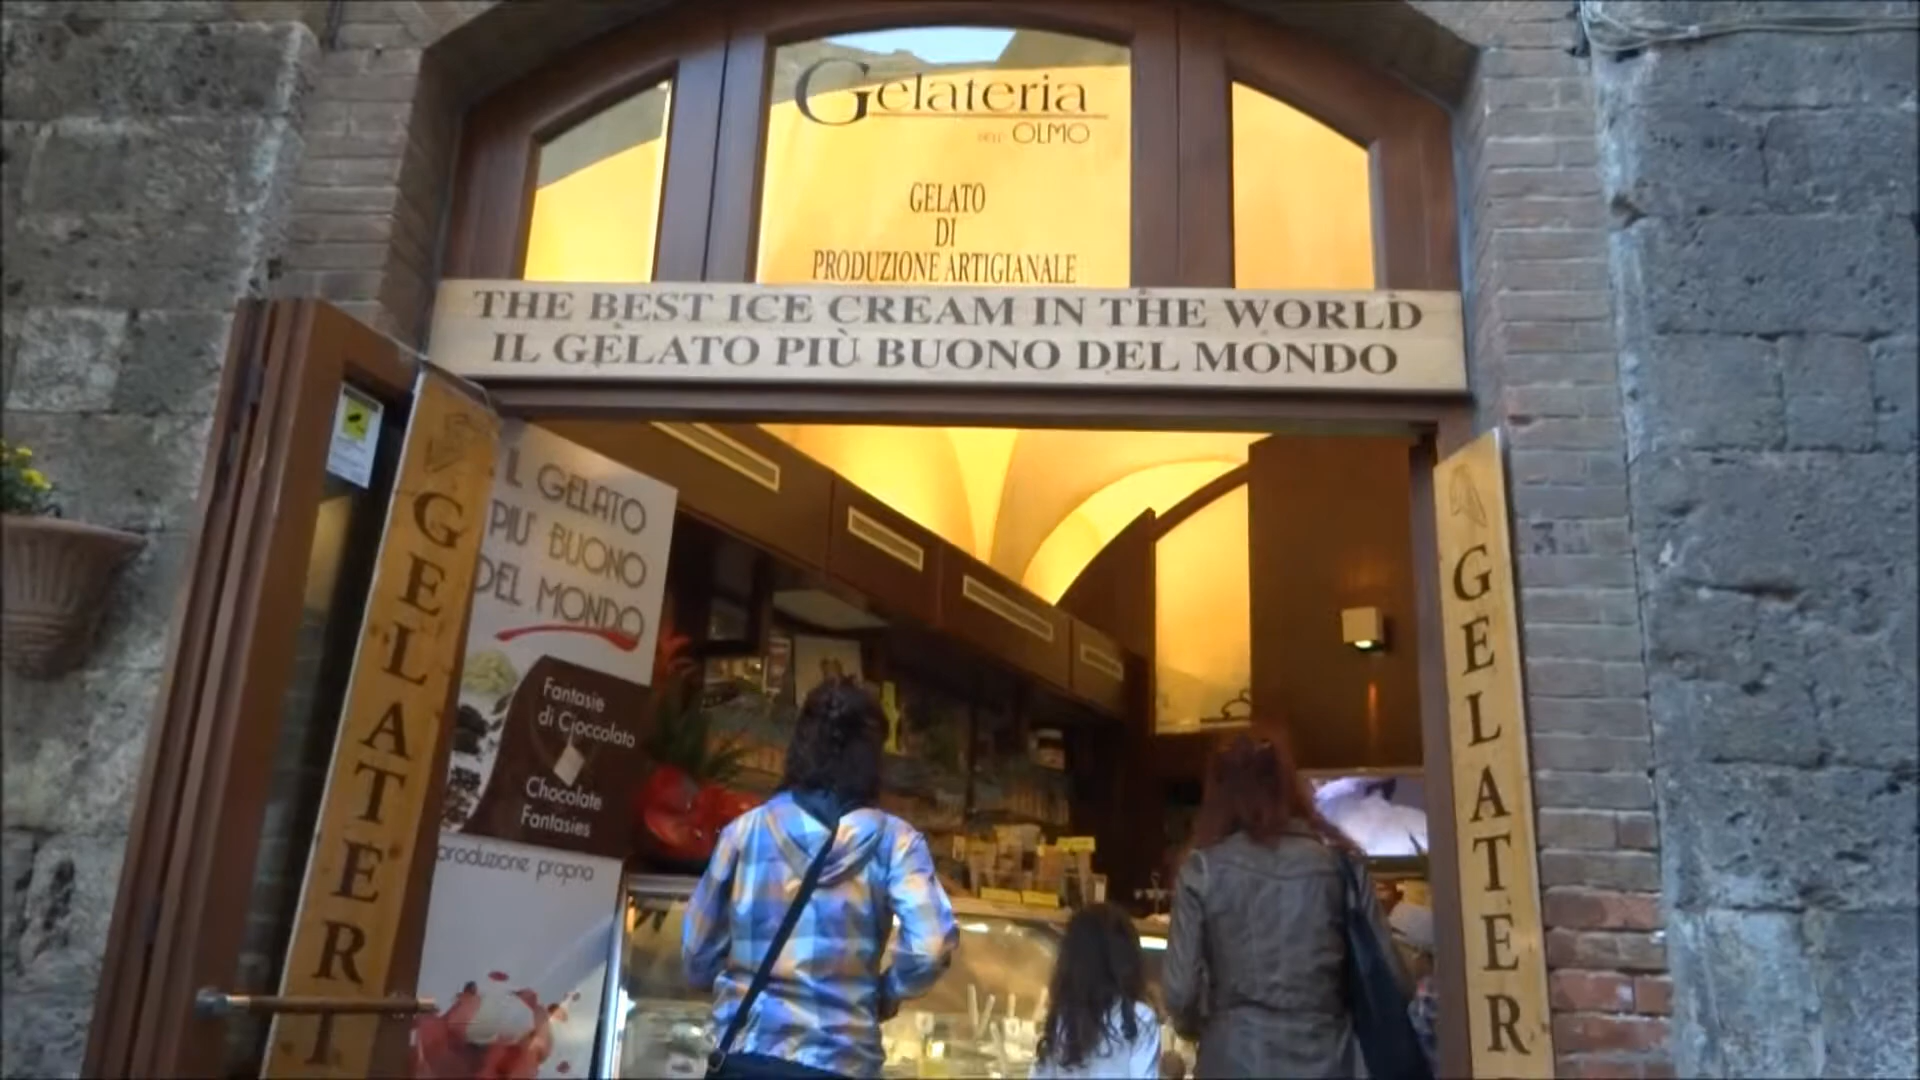 Gelateria
DELL' OLMO
GELATO
DI
PRODUZIONE ARTIGIANALE
THE BEST ICE CREAM IN THE WORLD
IL GELATO PIÙ BUONO DEL MONDO
GELATERI
IL GELATO
PIU' BUONO
DEL MONDO
Fantasie
di Cioccolato
Chocolate
Fantasies
produzione propria
GELATER